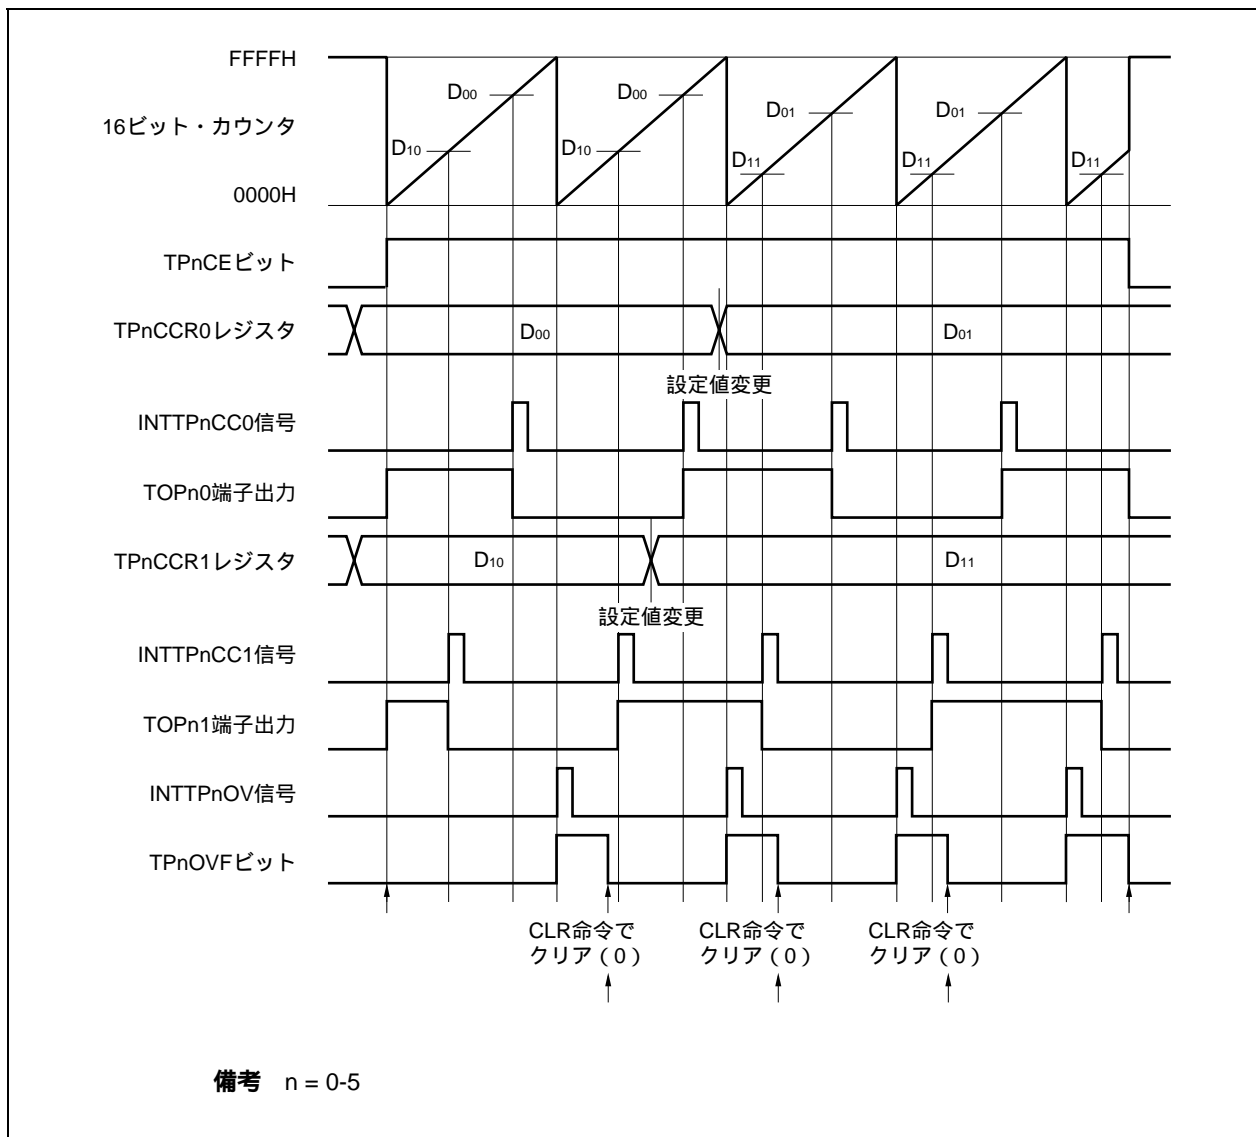 FFFFH
D00 D00
D01 D01
16ビット・カウンタ
D10 D10
D11 D11 D11
0000H
TPnCEビット
TPnCCR0レジスタ D00 D01
設定値変更
INTTPnCC0信号
TOPn0端子出力
TPnCCR1レジスタ D10 D11
設定値変更
INTTPnCC1信号
TOPn1端子出力
INTTPnOV信号
TPnOVFビット
CLR命令で CLR命令で CLR命令で
クリア(0) クリア(0) クリア(0)
備考 n = 0-5